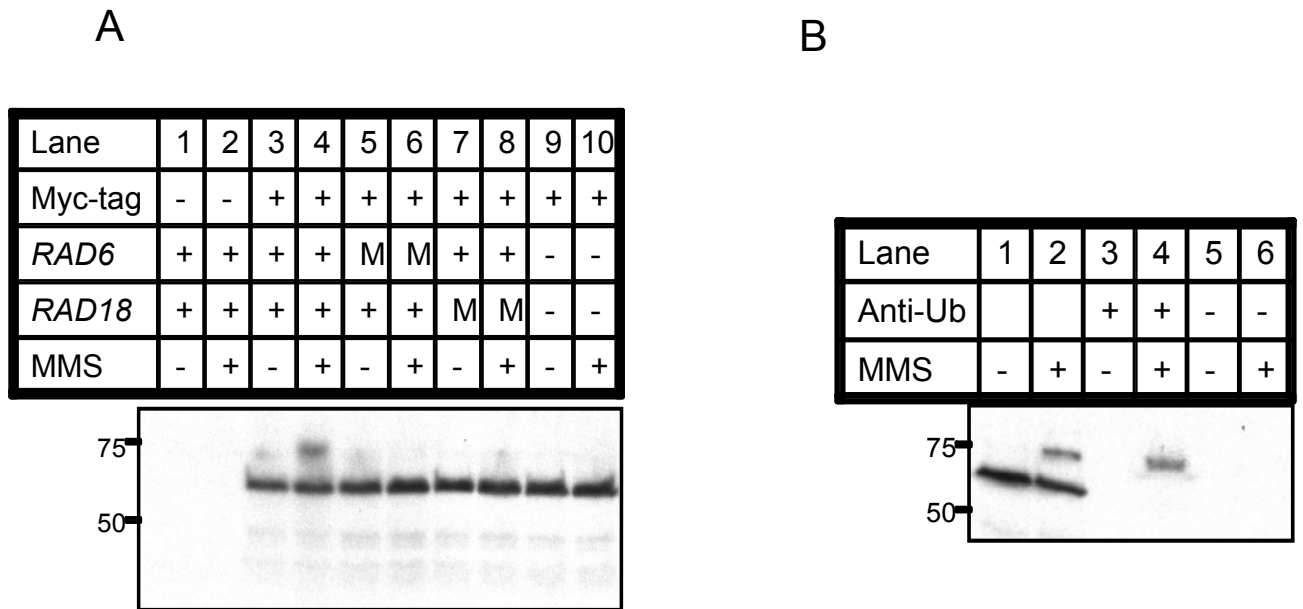 A
Lane 1 2 3 4 5 6 7 8 9 10
Myc-tag - - + + + + + + + +
RAD6 + + + + M M + + - -
RAD18 + + + + + + M M - -
MMS - + - + - + - + - +
75
50
B
Lane 1 2 3 4 5 6
Anti-Ub + + - -
MMS - + - + - +
75
50